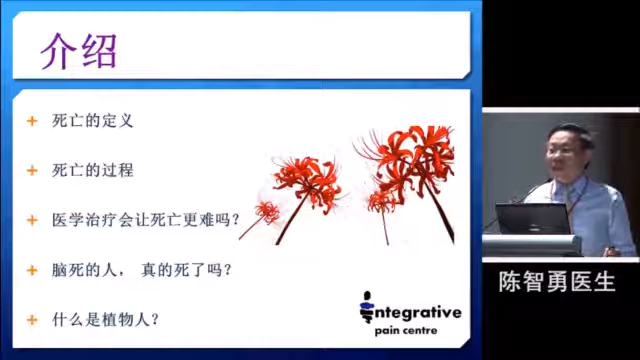 介绍
死亡的定义
死亡的过程
医学治疗会让死亡更难吗?
脑死的人， 真的死了吗?
什么是植物人?
integrative
pain centre
陈智勇医生